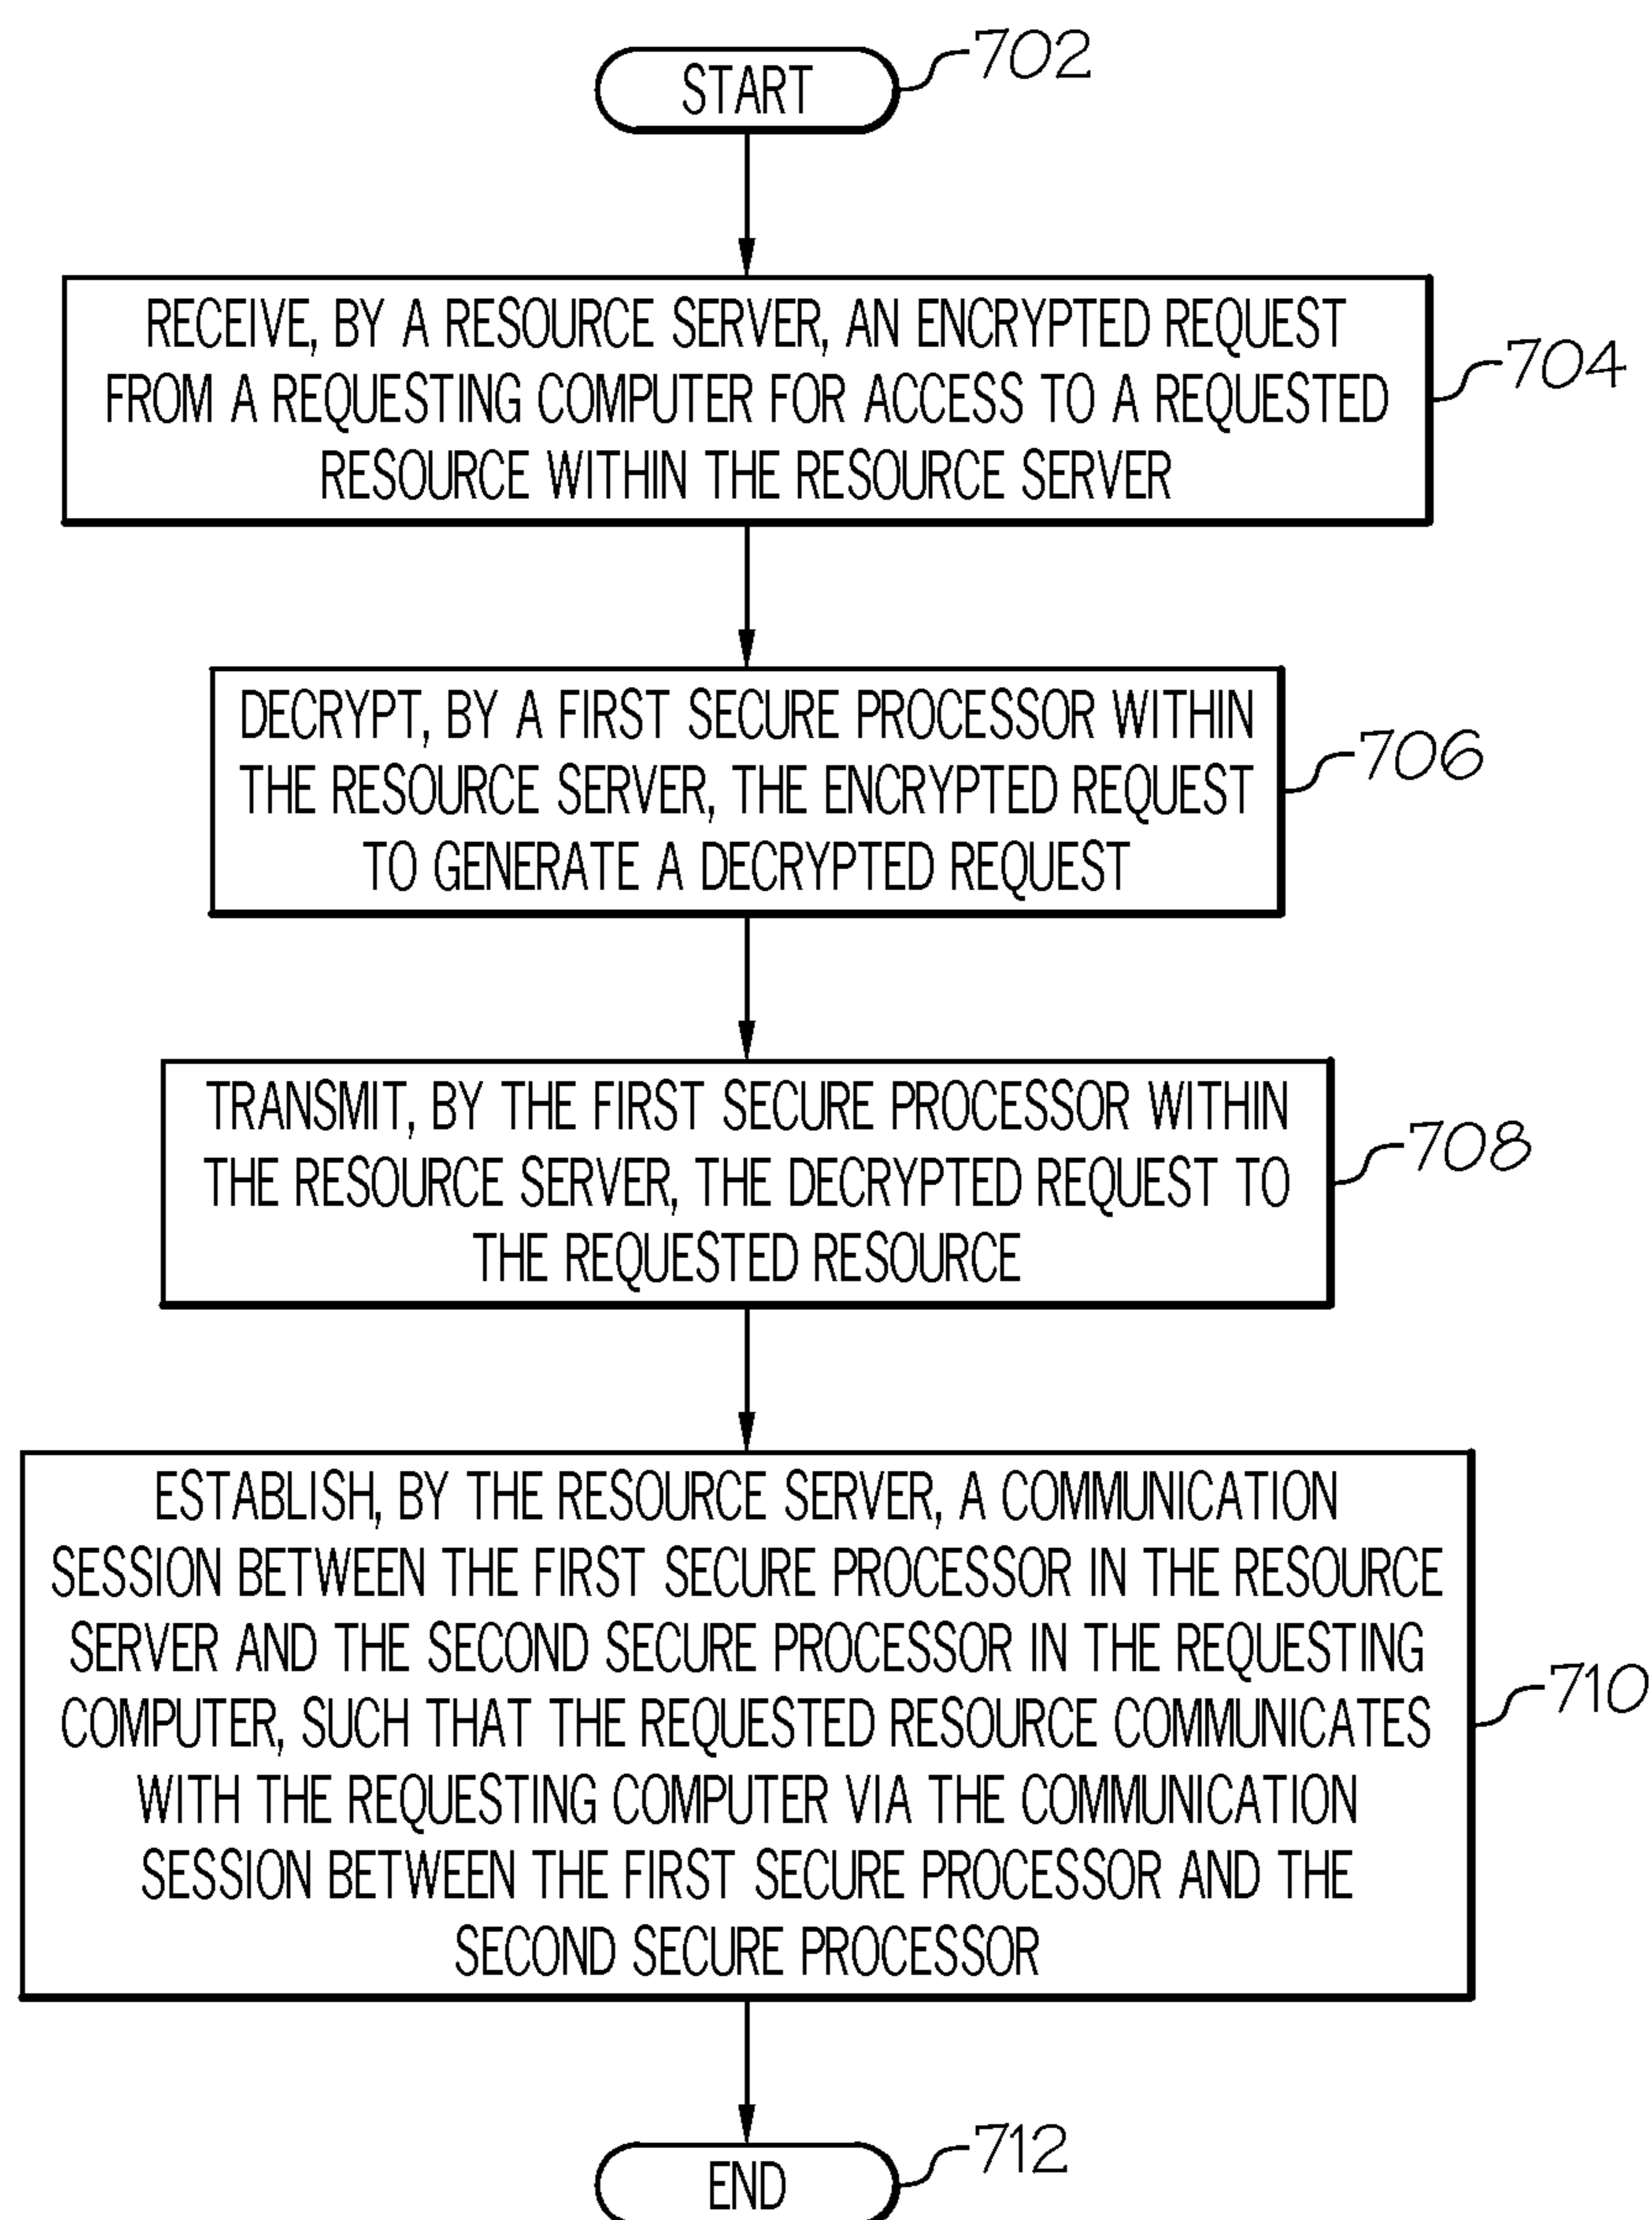 START
702
RECEIVE, BY A RESOURCE SERVER, AN ENCRYPTED REQUEST
FROM A REQUESTING COMPUTER FOR ACCESS TO A REQUESTED
RESOURCE WITHIN THE RESOURCE SERVER
704
DECRYPT, BY A FIRST SECURE PROCESSOR WITHIN
THE RESOURCE SERVER, THE ENCRYPTED REQUEST
TO GENERATE A DECRYPTED REQUEST
706
TRANSMIT, BY THE FIRST SECURE PROCESSOR WITHIN
THE RESOURCE SERVER, THE DECRYPTED REQUEST TO
THE REQUESTED RESOURCE
708
ESTABLISH, BY THE RESOURCE SERVER, A COMMUNICATION
SESSION BETWEEN THE FIRST SECURE PROCESSOR IN THE RESOURCE
SERVER AND THE SECOND SECURE PROCESSOR IN THE REQUESTING
COMPUTER, SUCH THAT THE REQUESTED RESOURCE COMMUNICATES
WITH THE REQUESTING COMPUTER VIA THE COMMUNICATION
SESSION BETWEEN THE FIRST SECURE PROCESSOR AND THE
SECOND SECURE PROCESSOR
710
END
712